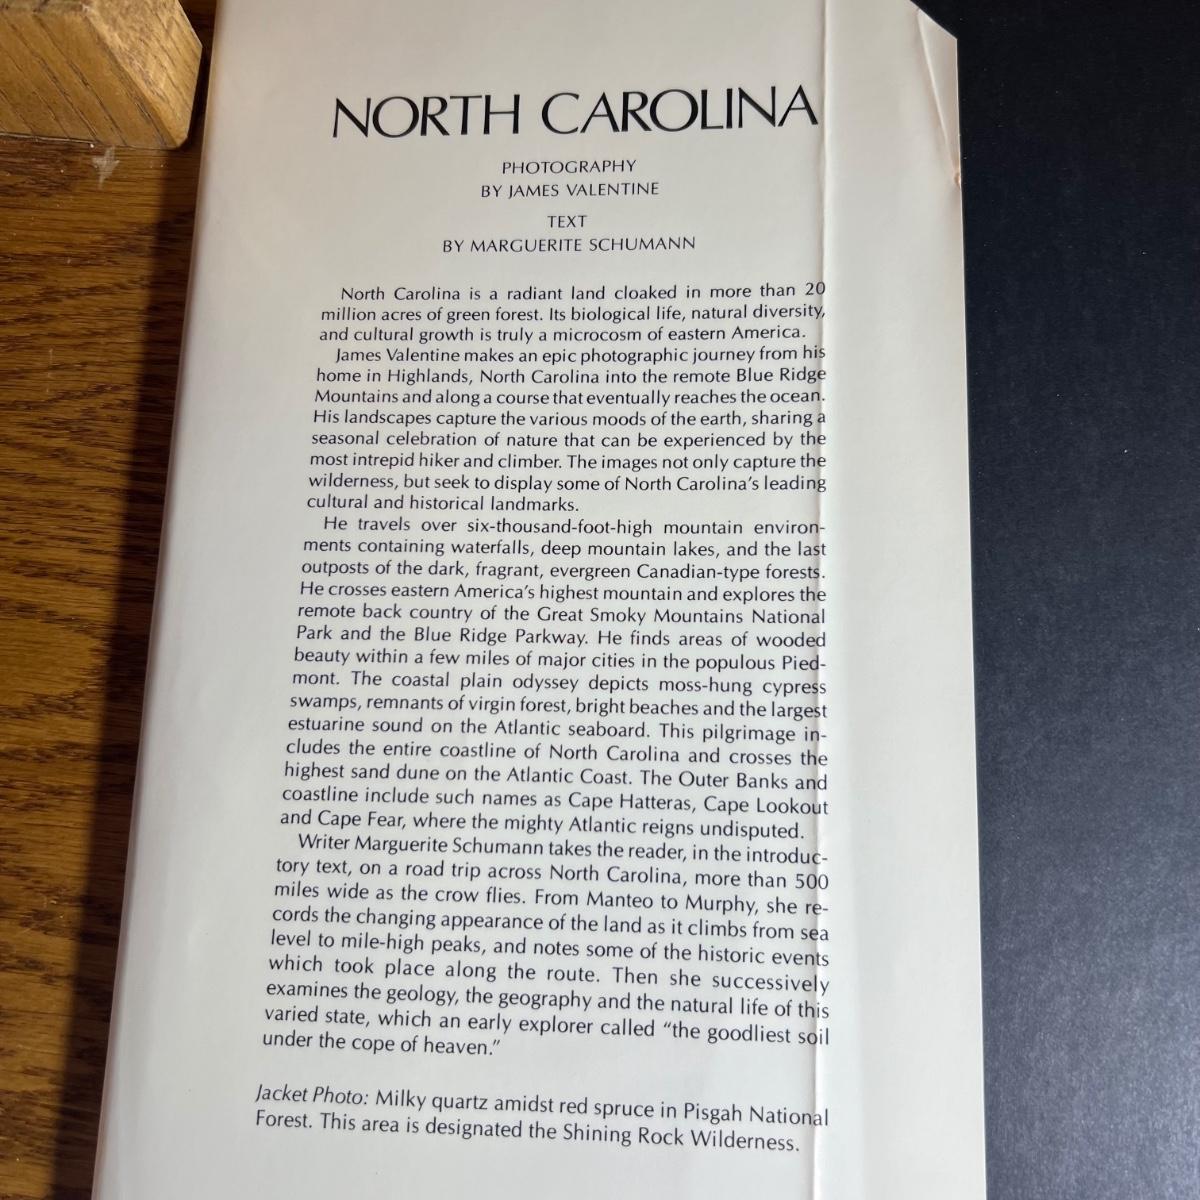 NORTH CAROLINA
PHOTOGRAPHY
BY JAMES VALENTINE
TEXT
BY MARGUERITE SCHUMANN
North Carolina is a radiant land cloaked in more than 20
million acres of green forest. Its biological life, natural diversity,
and cultural growth is truly a microcosm of eastern America.
James Valentine makes an epic photographic journey from his
home in Highlands, North Carolina into the remote Blue Ridge
Mountains and along a course that eventually reaches the ocean.
His landscapes capture the various moods of the earth, sharing a
seasonal celebration of nature that can be experienced by the
most intrepid hiker and climber. The images not only capture the
wilderness, but seek to display some of North Carolina's leading
cultural and historical landmarks.
He travels over six-thousand-foot-high mountain environ-
ments containing waterfalls, deep mountain lakes, and the last
outposts of the dark, fragrant, evergreen Canadian-type forests.
He crosses eastern America's highest mountain and explores the
remote back country of the Great Smoky Mountains National
Park and the Blue Ridge Parkway. He finds areas of wooded
beauty within a few miles of major cities in the populous Pied-
mont. The coastal plain odyssey depicts moss-hung cypress
swamps, remnants of virgin forest, bright beaches and the largest
estuarine sound on the Atlantic seaboard. This pilgrimage in-
cludes the entire coastline of North Carolina and crosses the
highest sand dune on the Atlantic Coast. The Outer Banks and
coastline include such names as Cape Hatteras, Cape Lookout
and Cape Fear, where the mighty Atlantic reigns undisputed.
Writer Marguerite Schumann takes the reader, in the introduc-
tory text, on a road trip across North Carolina, more than 500
miles wide as the crow flies. From Manteo to Murphy, she re-
cords the changing appearance of the land as it climbs from sea
level to mile-high peaks, and notes some of the historic events
which took place along the route. Then she successively
examines the geology, the geography and the natural life of this
varied state, which an early explorer called "the goodliest soil
under the cope of heaven."
Jacket Photo: Milky quartz amidst red spruce in Pisgah National
Forest. This area is designated the Shining Rock Wilderness.